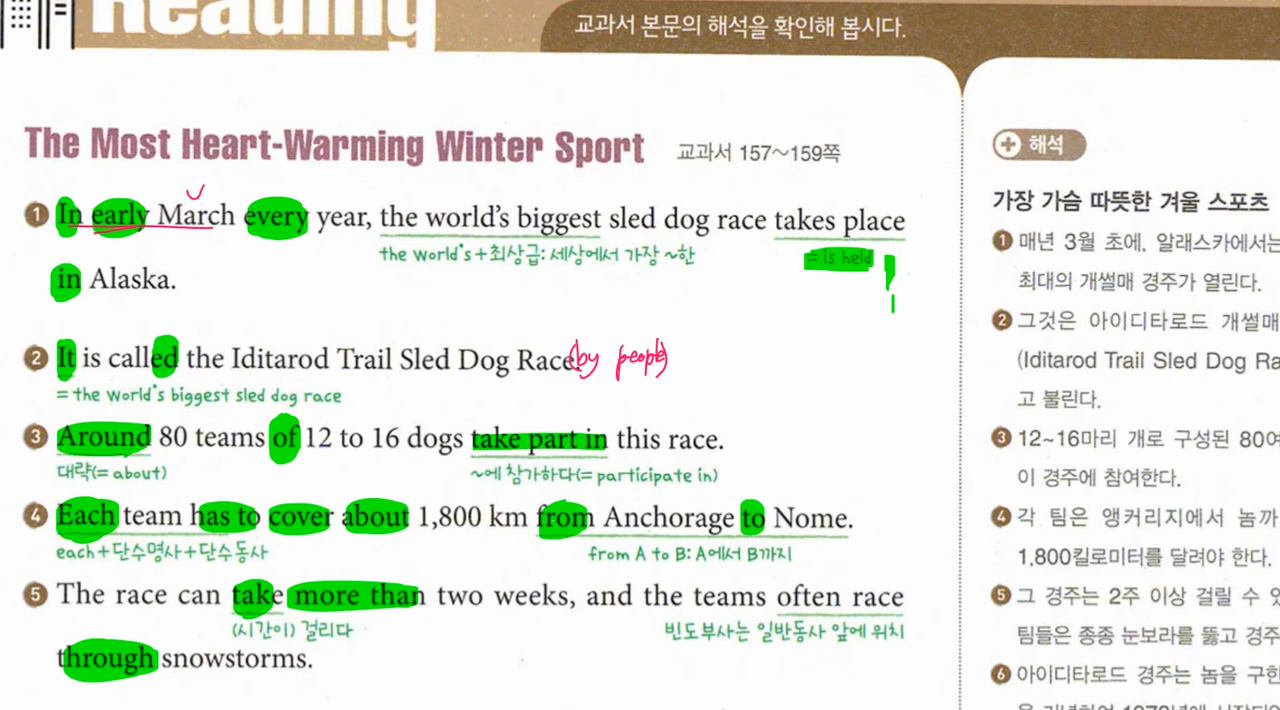 Reading
교과서 본문의 해석을 확인해 봅시다.
The Most Heart-Warming Winter Sport 교과서 157~159쪽
1 In early March every year, the world's biggest sled dog race takes place
the world's+최상급: 세상에서 가장 ~한
= is held
in Alaska.
2 It is called the Iditarod Trail Sled Dog Race. (by people)
= the world's biggest sled dog race
3 Around 80 teams of 12 to 16 dogs take part in this race.
대략(= about)
~에 참가하다(= participate in)
4 Each team has to cover about 1,800 km from Anchorage to Nome.
each+단수명사+단수동사
from A to B: A에서 B까지
5 The race can take more than two weeks, and the teams often race
(시간이) 걸리다
빈도부사는 일반동사 앞에 위치
through snowstorms.
해석
가장 가슴 따뜻한 겨울 스포츠
1 매년 3월 초에, 알래스카에서는
최대의 개썰매 경주가 열린다.
2 그것은 아이디타로드 개썰매
(Iditarod Trail Sled Dog Ra
고 불린다.
3 12~16마리 개로 구성된 80여
이 경주에 참여한다.
4 각 팀은 앵커리지에서 놈까
1,800킬로미터를 달려야 한다.
5 그 경주는 2주 이상 걸릴 수 있
팀들은 종종 눈보라를 뚫고 경주
6 아이디타로드 경주는 놈을 구한